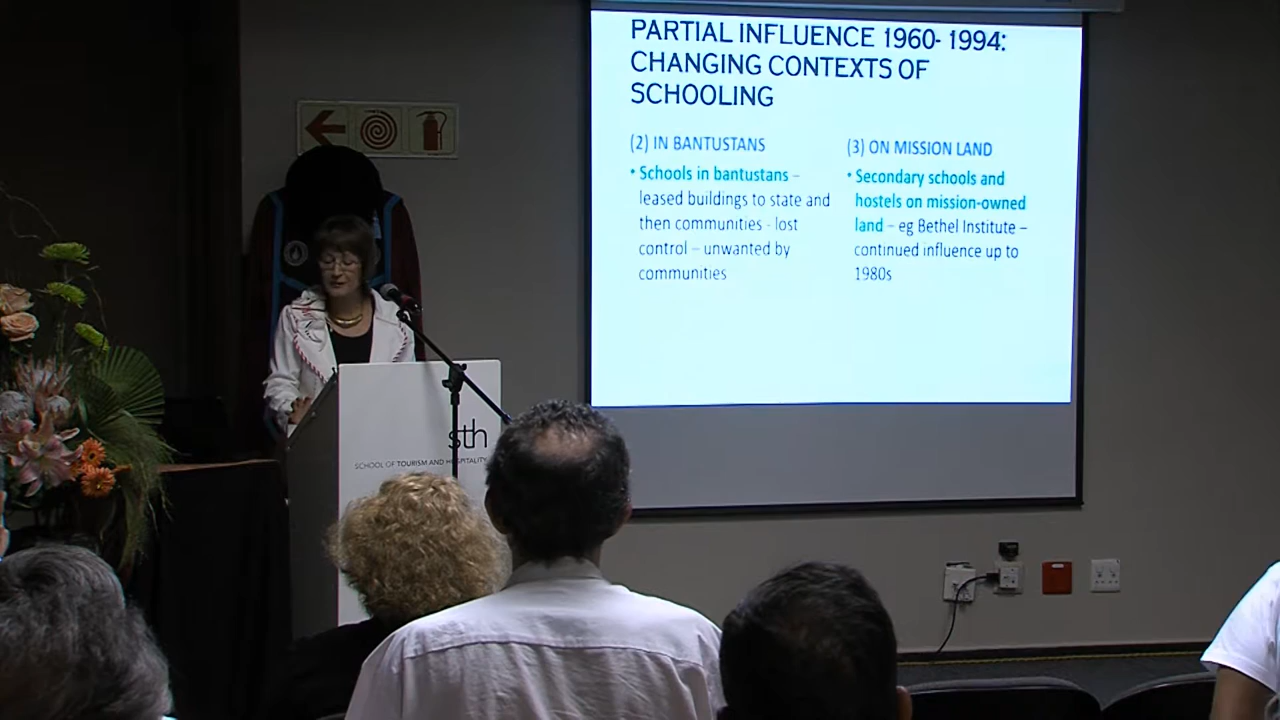 PARTIAL INFLUENCE 1960- 1994:
CHANGING CONTEXTS OF
SCHOOLING
(2) IN BANTUSTANS
• Schools in bantustans –
leased buildings to state and
then communities - lost
control – unwanted by
communities
(3) ON MISSION LAND
• Secondary schools and
hostels on mission-owned
land – eg Bethel Institute –
continued influence up to
1980s
sth
SCHOOL OF TOURISM AND HOSPITALITY